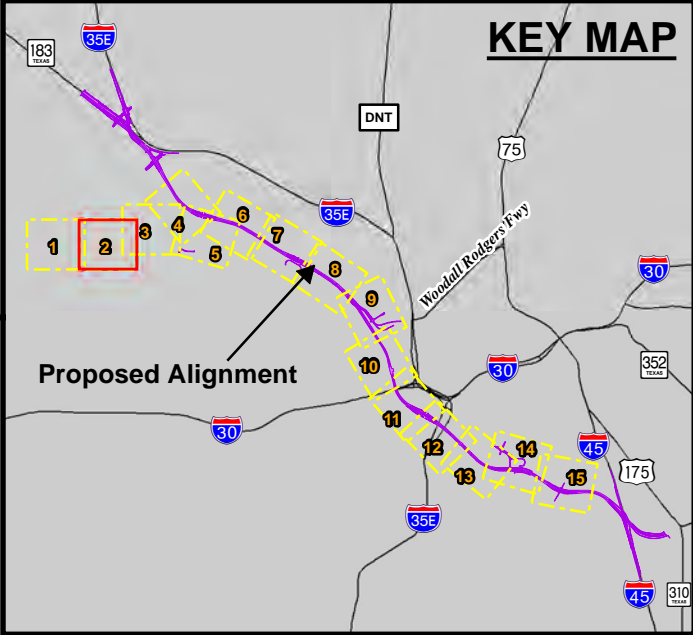 KEY MAP
35E
183
TEXAS
DNT
75
35E
Woodall Rodgers Fwy
1
2
3
4
5
6
7
8
9
30
Proposed Alignment
10
30
352
TEXAS
11
30
12
13
14
15
45
175
35E
45
310
TEXAS